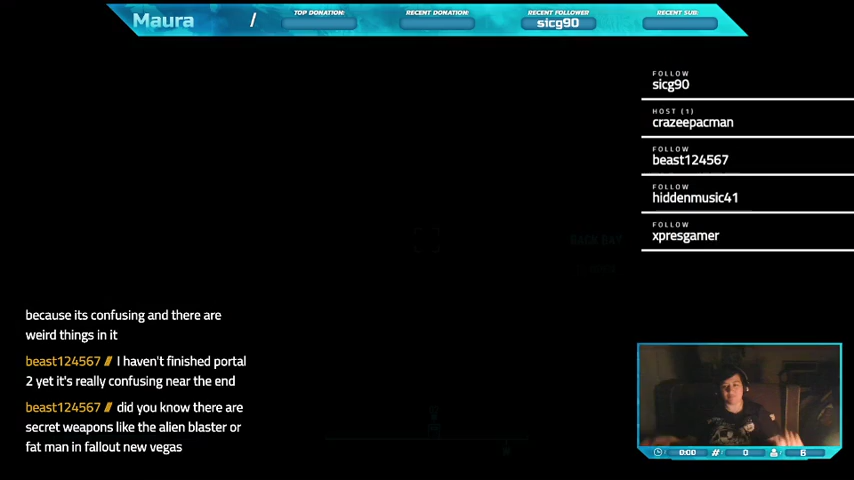 Maura
/
TOP DONATION:
RECENT DONATION:
RECENT FOLLOWER
sicg90
RECENT SUB:
FOLLOW
sicg90
HOST (1)
crazeepacman
FOLLOW
beast124567
FOLLOW
hiddenmusic41
FOLLOW
xpresgamer
because its confusing and there are
weird things in it
beast124567 // I haven't finished portal
2 yet it's really confusing near the end
beast124567 // did you know there are
secret weapons like the alien blaster or
fat man in fallout new vegas
0:00 # 0 6